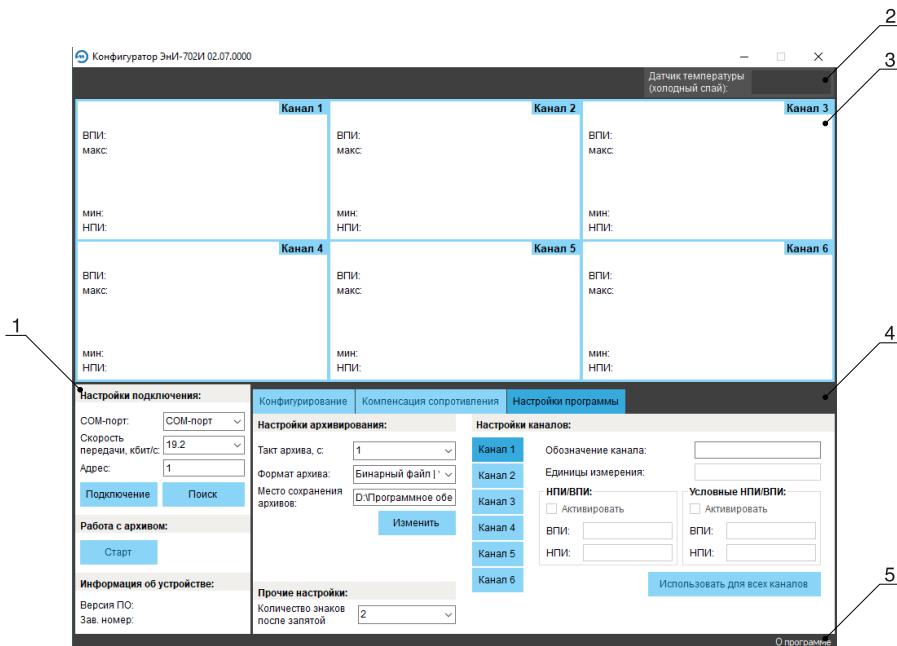 2
Конфигуратор ЭнИ-702И 02.07.0000
3
Датчик температуры
(холодный спай):
Канал 1
ВПИ:
макс:
мин:
НПИ:
Канал 2
ВПИ:
макс:
мин:
НПИ:
Канал 3
ВПИ:
макс:
мин:
НПИ:
Канал 4
ВПИ:
макс:
мин:
НПИ:
Канал 5
ВПИ:
макс:
мин:
НПИ:
Канал 6
ВПИ:
макс:
мин:
НПИ:
1
4
Настройки подключения:
COM-порт: COM-порт
Скорость
передачи, кбит/с: 19.2
Адрес: 1
Подключение Поиск
Работа с архивом:
Старт
Информация об устройстве:
Версия ПО:
Зав. номер:
Конфигурирование Компенсация сопротивления Настройки программы
Настройки архивирования:
Такт архива, с: 1
Формат архива: Бинарный файл |
Место сохранения
архивов: D:\Программное обе
Изменить
Прочие настройки:
Количество знаков
после запятой 2
Настройки каналов:
Канал 1
Канал 2
Канал 3
Канал 4
Канал 5
Канал 6
Обозначение канала:
Единицы измерения:
НПИ/ВПИ:
Активировать
ВПИ:
НПИ:
Условные НПИ/ВПИ:
Активировать
ВПИ:
НПИ:
Использовать для всех каналов
5
О программе